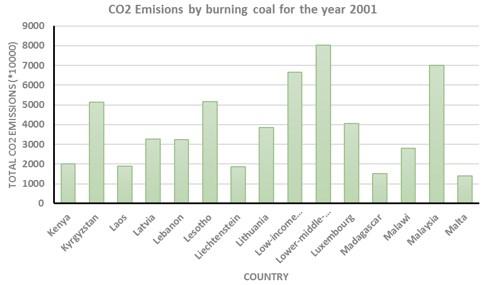 CO2 Emisions by burning coal for the year 2001
TOTAL CO2 EMISSIONS (*10000)
9000
8000
7000
6000
5000
4000
3000
2000
1000
0
Kenya
Kyrgyzstan
Laos
Latvia
Lebanon
Lesotho
Liechtenstein
Lithuania
Low-income...
Lower-middle-...
Luxembourg
Madagascar
Malawi
Malaysia
Malta
COUNTRY